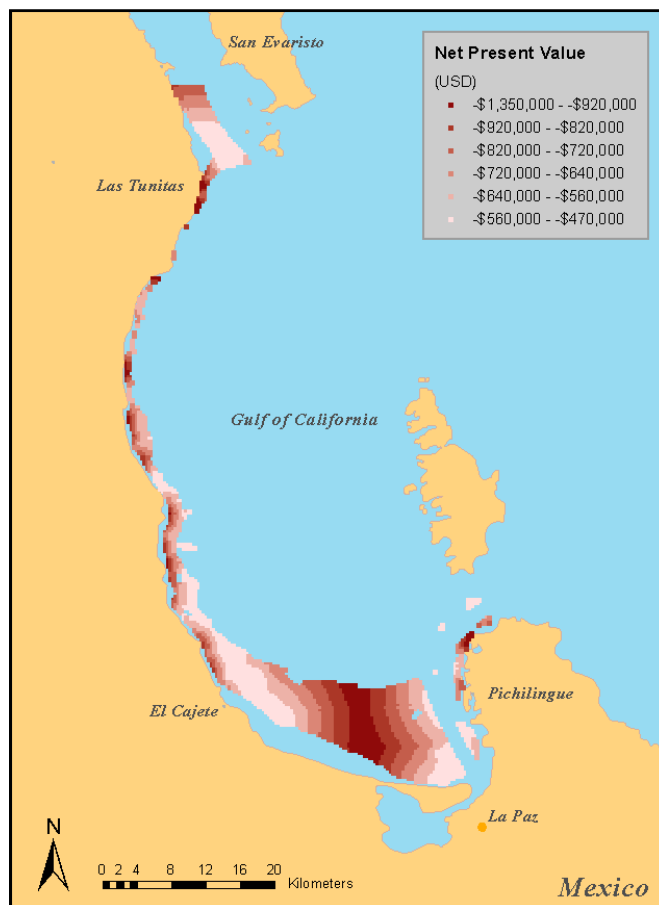 San Evaristo
Net Present Value
(USD)
-$1,350,000 - -$920,000
-$920,000 - -$820,000
-$820,000 - -$720,000
-$720,000 - -$640,000
-$640,000 - -$560,000
-$560,000 - -$470,000
Las Tunitas
Gulf of California
Pichilingue
El Cajete
La Paz
N
0 2 4 8 12 16 20
Kilometers
Mexico